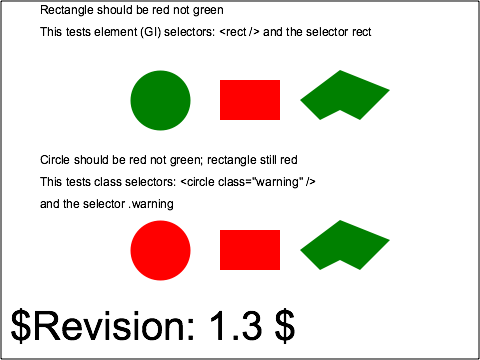 Rectangle should be red not green
This tests element (GI) selectors: <rect /> and the selector rect
Circle should be red not green; rectangle still red
This tests class selectors: <circle class="warning" />
and the selector .warning
$Revision: 1.3 $